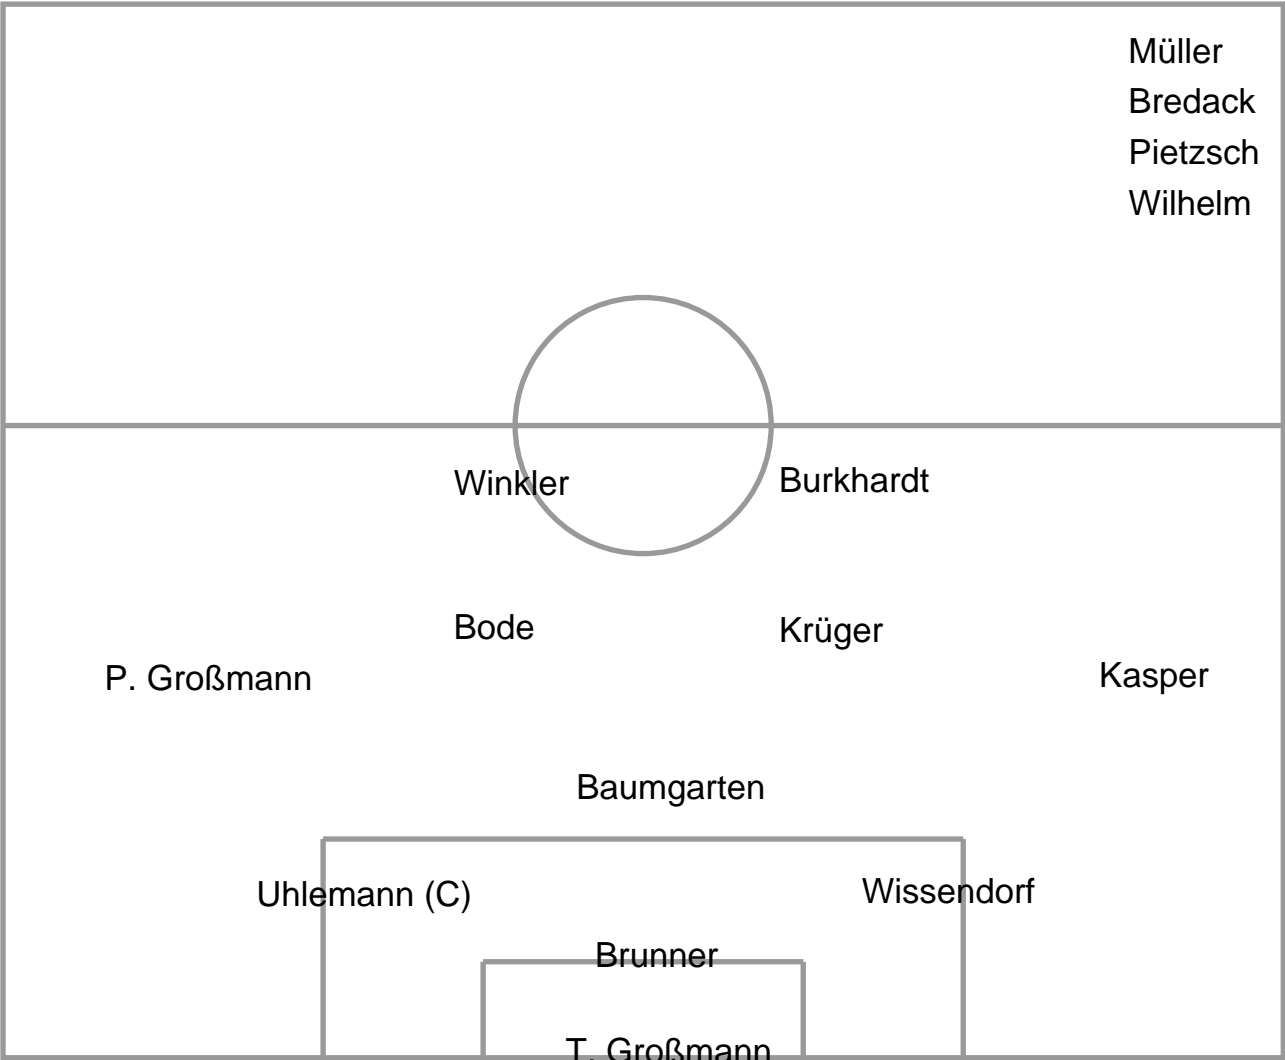 Müller
Bredack
Pietzsch
Wilhelm
Winkler
Burkhardt
Bode
Krüger
P. Großmann
Kasper
Baumgarten
Uhlemann (C)
Wissendorf
Brunner
T. Großmann